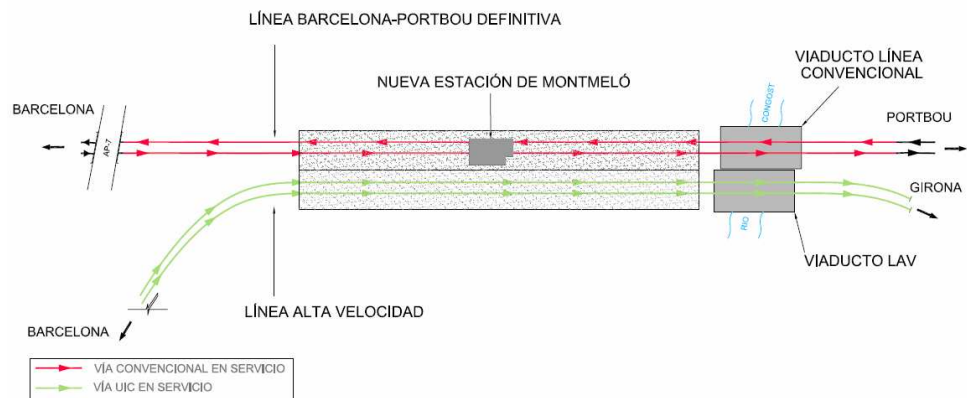 LÍNEA BARCELONA-PORTBOU DEFINITIVA
VIADUCTO LÍNEA
CONVENCIONAL
NUEVA ESTACIÓN DE MONTMELÓ
BARCELONA
CONGOST
PORTBOU
AP-7
GIRONA
RIO
VIADUCTO LAV
LÍNEA ALTA VELOCIDAD
BARCELONA
VÍA CONVENCIONAL EN SERVICIO
VÍA UIC EN SERVICIO